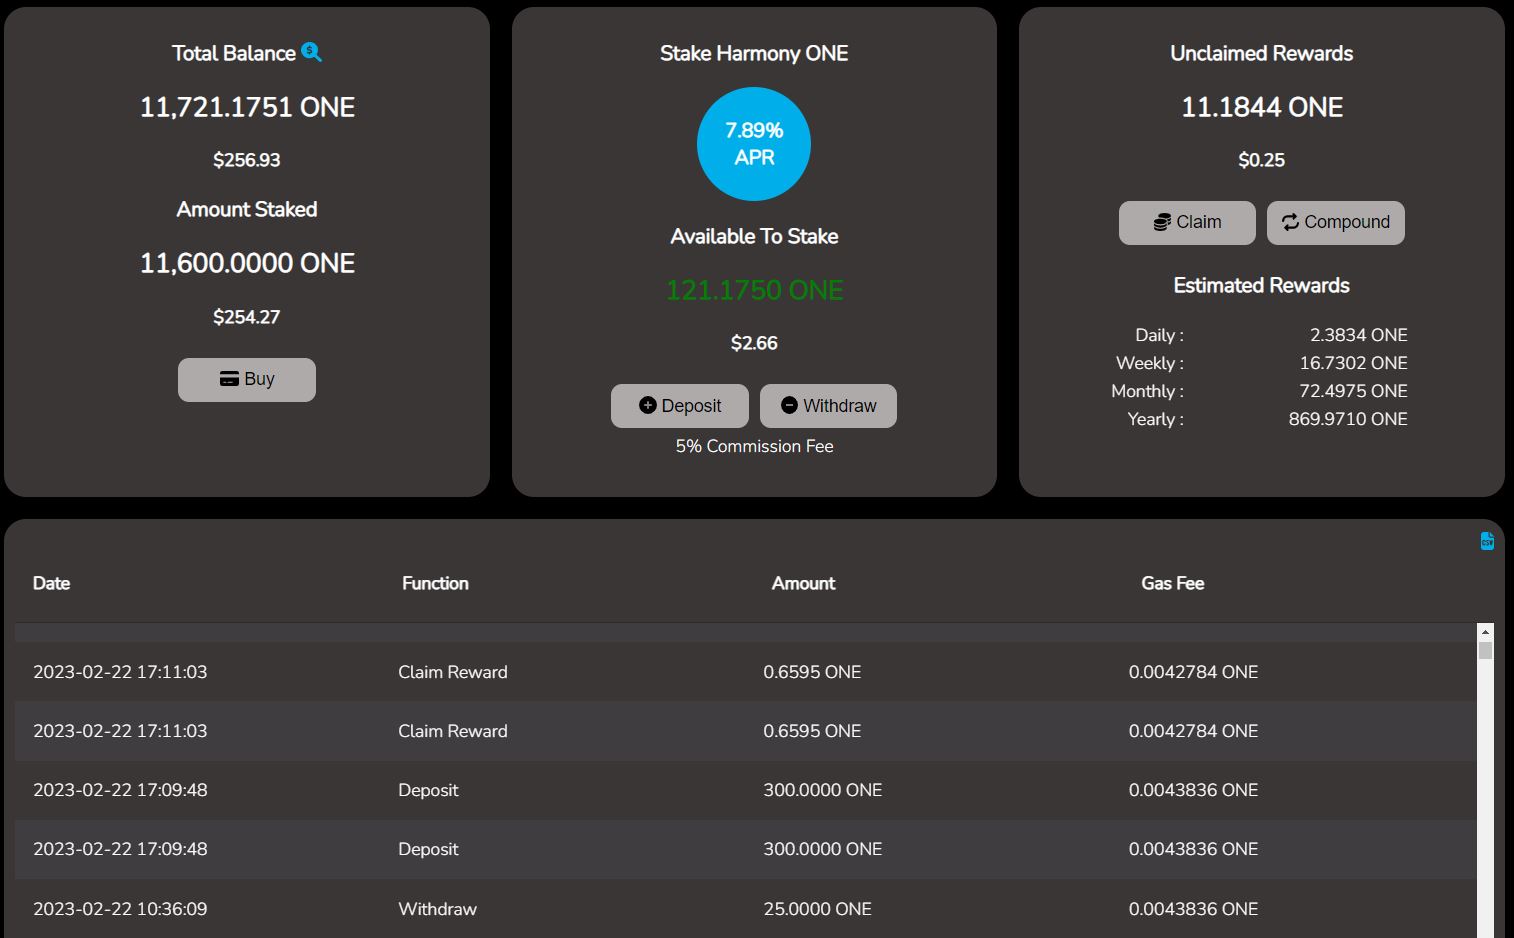 Total Balance
11,721.1751 ONE
$256.93
Amount Staked
11,600.0000 ONE
$254.27
Buy
Stake Harmony ONE
7.89%
APR
Available To Stake
121.1750 ONE
$2.66
Deposit Withdraw
5% Commission Fee
Unclaimed Rewards
11.1844 ONE
$0.25
Claim Compound
Estimated Rewards
Daily : 2.3834 ONE
Weekly : 16.7302 ONE
Monthly : 72.4975 ONE
Yearly : 869.9710 ONE
CSV
Date Function Amount Gas Fee
2023-02-22 17:11:03 Claim Reward 0.6595 ONE 0.0042784 ONE
2023-02-22 17:11:03 Claim Reward 0.6595 ONE 0.0042784 ONE
2023-02-22 17:09:48 Deposit 300.0000 ONE 0.0043836 ONE
2023-02-22 17:09:48 Deposit 300.0000 ONE 0.0043836 ONE
2023-02-22 10:36:09 Withdraw 25.0000 ONE 0.0043836 ONE